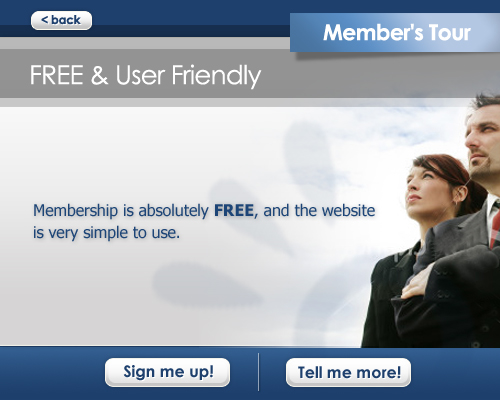 < back
Member's Tour
FREE & User Friendly
Membership is absolutely FREE, and the website
is very simple to use.
Sign me up!
Tell me more!